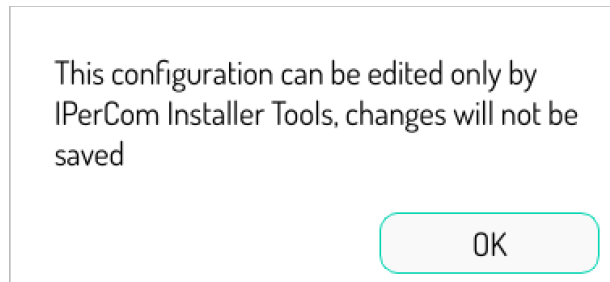 This configuration can be edited only by
IPerCom Installer Tools, changes will not be
saved
OK